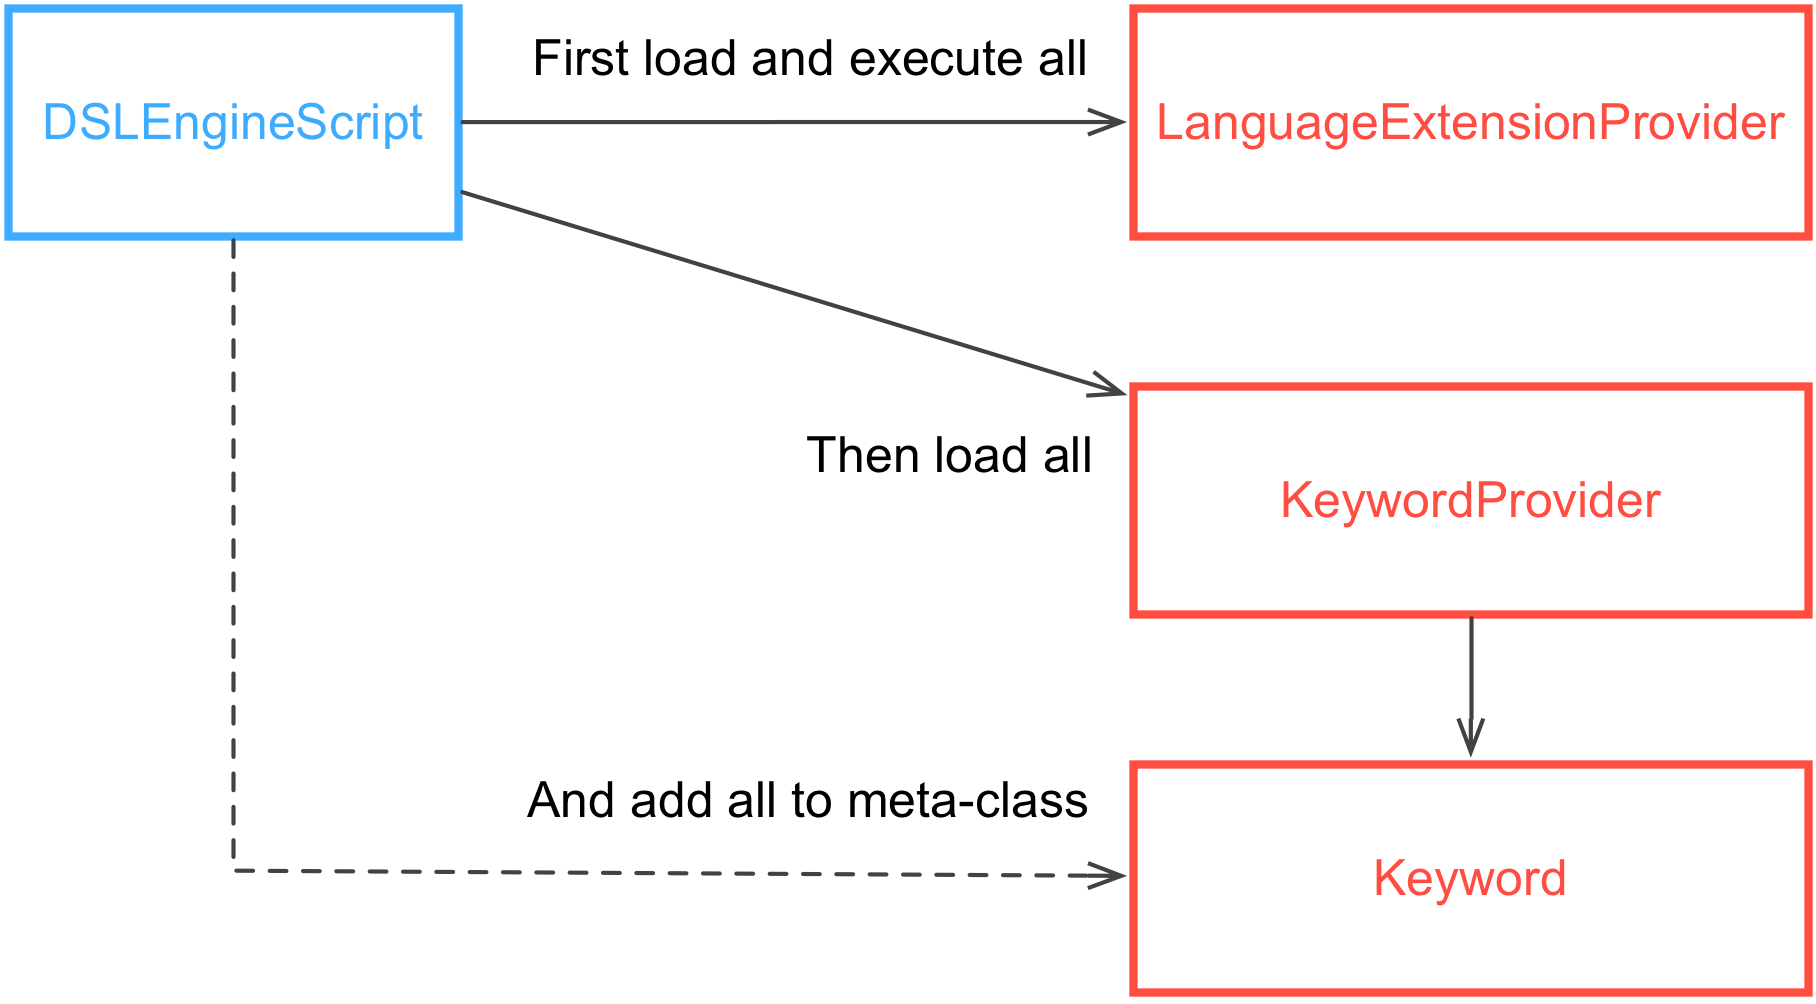 First load and execute all
DSLEngineScript
LanguageExtensionProvider
Then load all
KeywordProvider
And add all to meta-class
Keyword